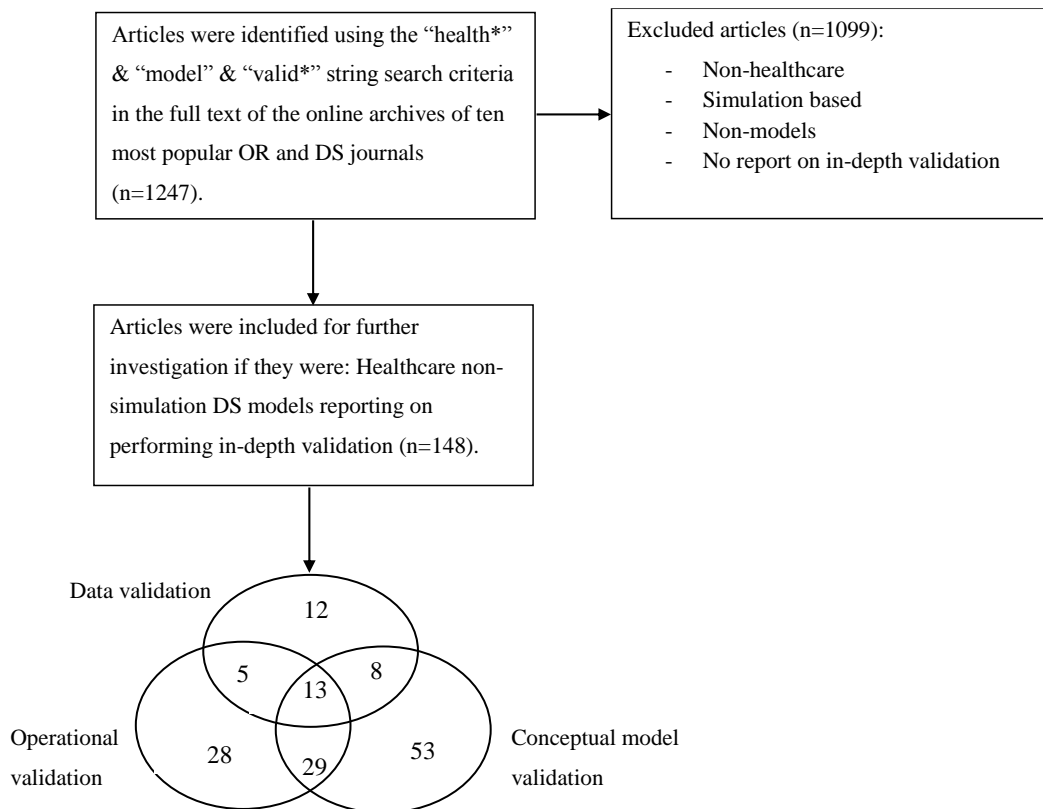 Articles were identified using the “health*”
& “model” & “valid*” string search criteria
in the full text of the online archives of ten
most popular OR and DS journals
(n=1247).
Excluded articles (n=1099):
- Non-healthcare
- Simulation based
- Non-models
- No report on in-depth validation
Articles were included for further
investigation if they were: Healthcare non-
simulation DS models reporting on
performing in-depth validation (n=148).
Data validation
12
5
13
8
Operational
validation
28
29
53
Conceptual model
validation